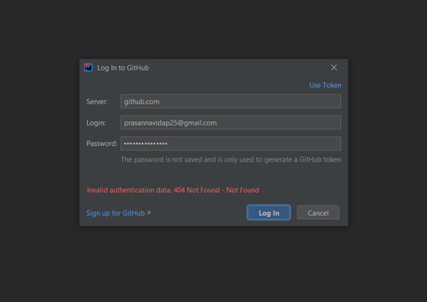 Log In to GitHub
Use Token
Server: github.com
Login: prasannavidap25@gmail.com
Password: •••••••••••••••
The password is not saved and is only used to generate a GitHub token
Invalid authentication data. 404 Not Found - Not Found
Sign up for GitHub ↗ Log In Cancel